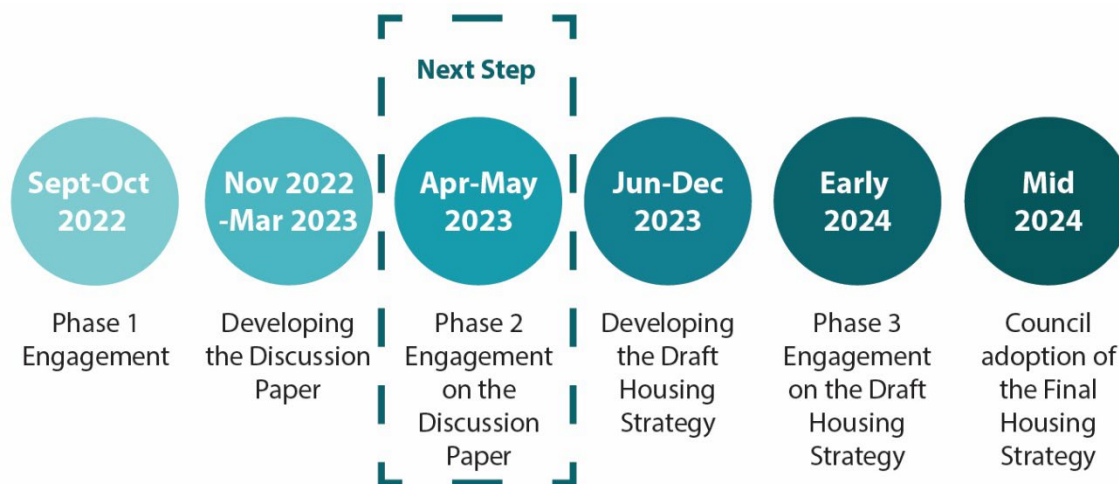 Next Step
Sept-Oct
2022
Nov 2022
-Mar 2023
Apr-May
2023
Jun-Dec
2023
Early
2024
Mid
2024
Phase 1
Engagement
Developing
the Discussion
Paper
Phase 2
Engagement
on the
Discussion
Paper
Developing
the Draft
Housing
Strategy
Phase 3
Engagement
on the Draft
Housing
Strategy
Council
adoption of
the Final
Housing
Strategy